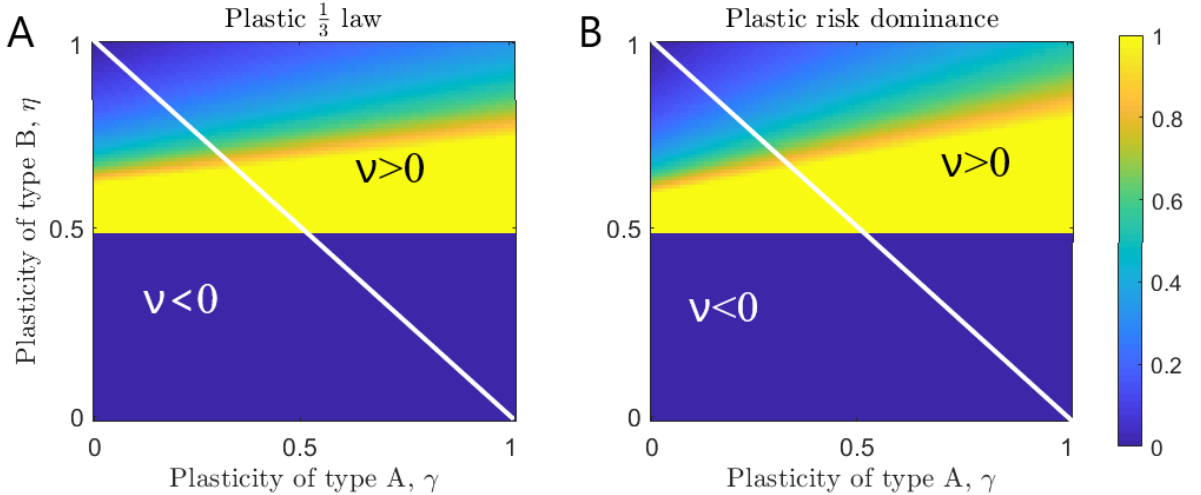 A
Plastic 1/3 law
B
Plastic risk dominance
Plasticity of type B, η
1
0.5
0
ν>0
ν<0
0
0.5
1
Plasticity of type A, γ
1
0.5
0
ν>0
ν<0
0
0.5
1
Plasticity of type A, γ
1
0.8
0.6
0.4
0.2
0